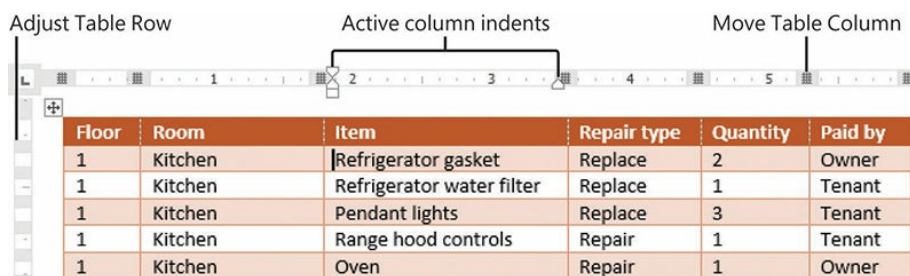 Adjust Table Row Active column indents Move Table Column
1 2 3 4 5
Floor Room Item Repair type Quantity Paid by
1 Kitchen Refrigerator gasket Replace 2 Owner
1 Kitchen Refrigerator water filter Replace 1 Tenant
1 Kitchen Pendant lights Replace 3 Tenant
1 Kitchen Range hood controls Repair 1 Tenant
1 Kitchen Oven Repair 1 Owner